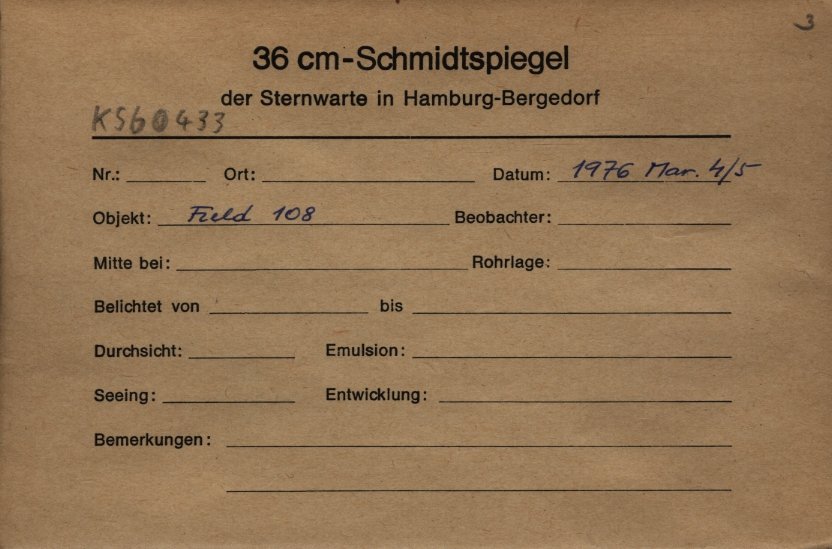 3
36 cm-Schmidtspiegel
der Sternwarte in Hamburg-Bergedorf
KS60433
Nr.: Ort: Datum: 1976 Mar. 4/5
Objekt: Field 108 Beobachter:
Mitte bei: Rohrlage:
Belichtet von bis
Durchsicht: Emulsion:
Seeing: Entwicklung:
Bemerkungen: